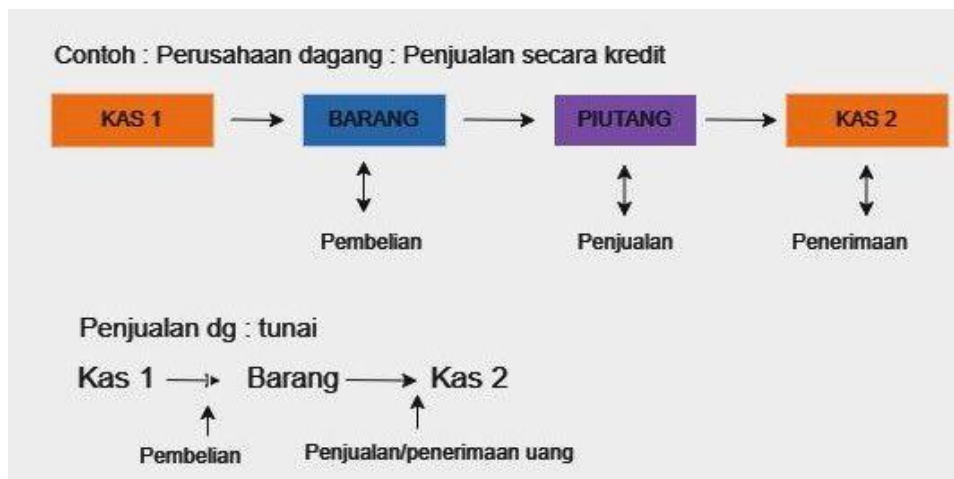 Contoh : Perusahaan dagang : Penjualan secara kredit
KAS 1 BARANG PIUTANG KAS 2
Pembelian Penjualan Penerimaan
Penjualan dg : tunai
Kas 1 Barang Kas 2
Pembelian Penjualan/penerimaan uang